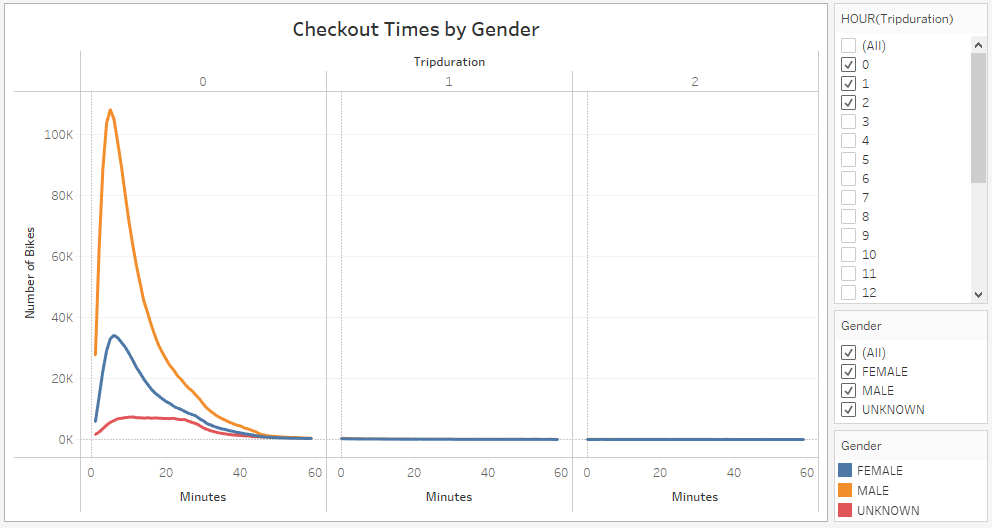 Checkout Times by Gender
Tripduration
0 1 2
100K
80K
60K
40K
20K
0K
Number of Bikes
0 20 40 60 0 20 40 60 0 20 40 60
Minutes Minutes Minutes
HOUR(Tripduration)
(All)
0
1
2
3
4
5
6
7
8
9
10
11
12
Gender
(All)
FEMALE
MALE
UNKNOWN
Gender
FEMALE
MALE
UNKNOWN